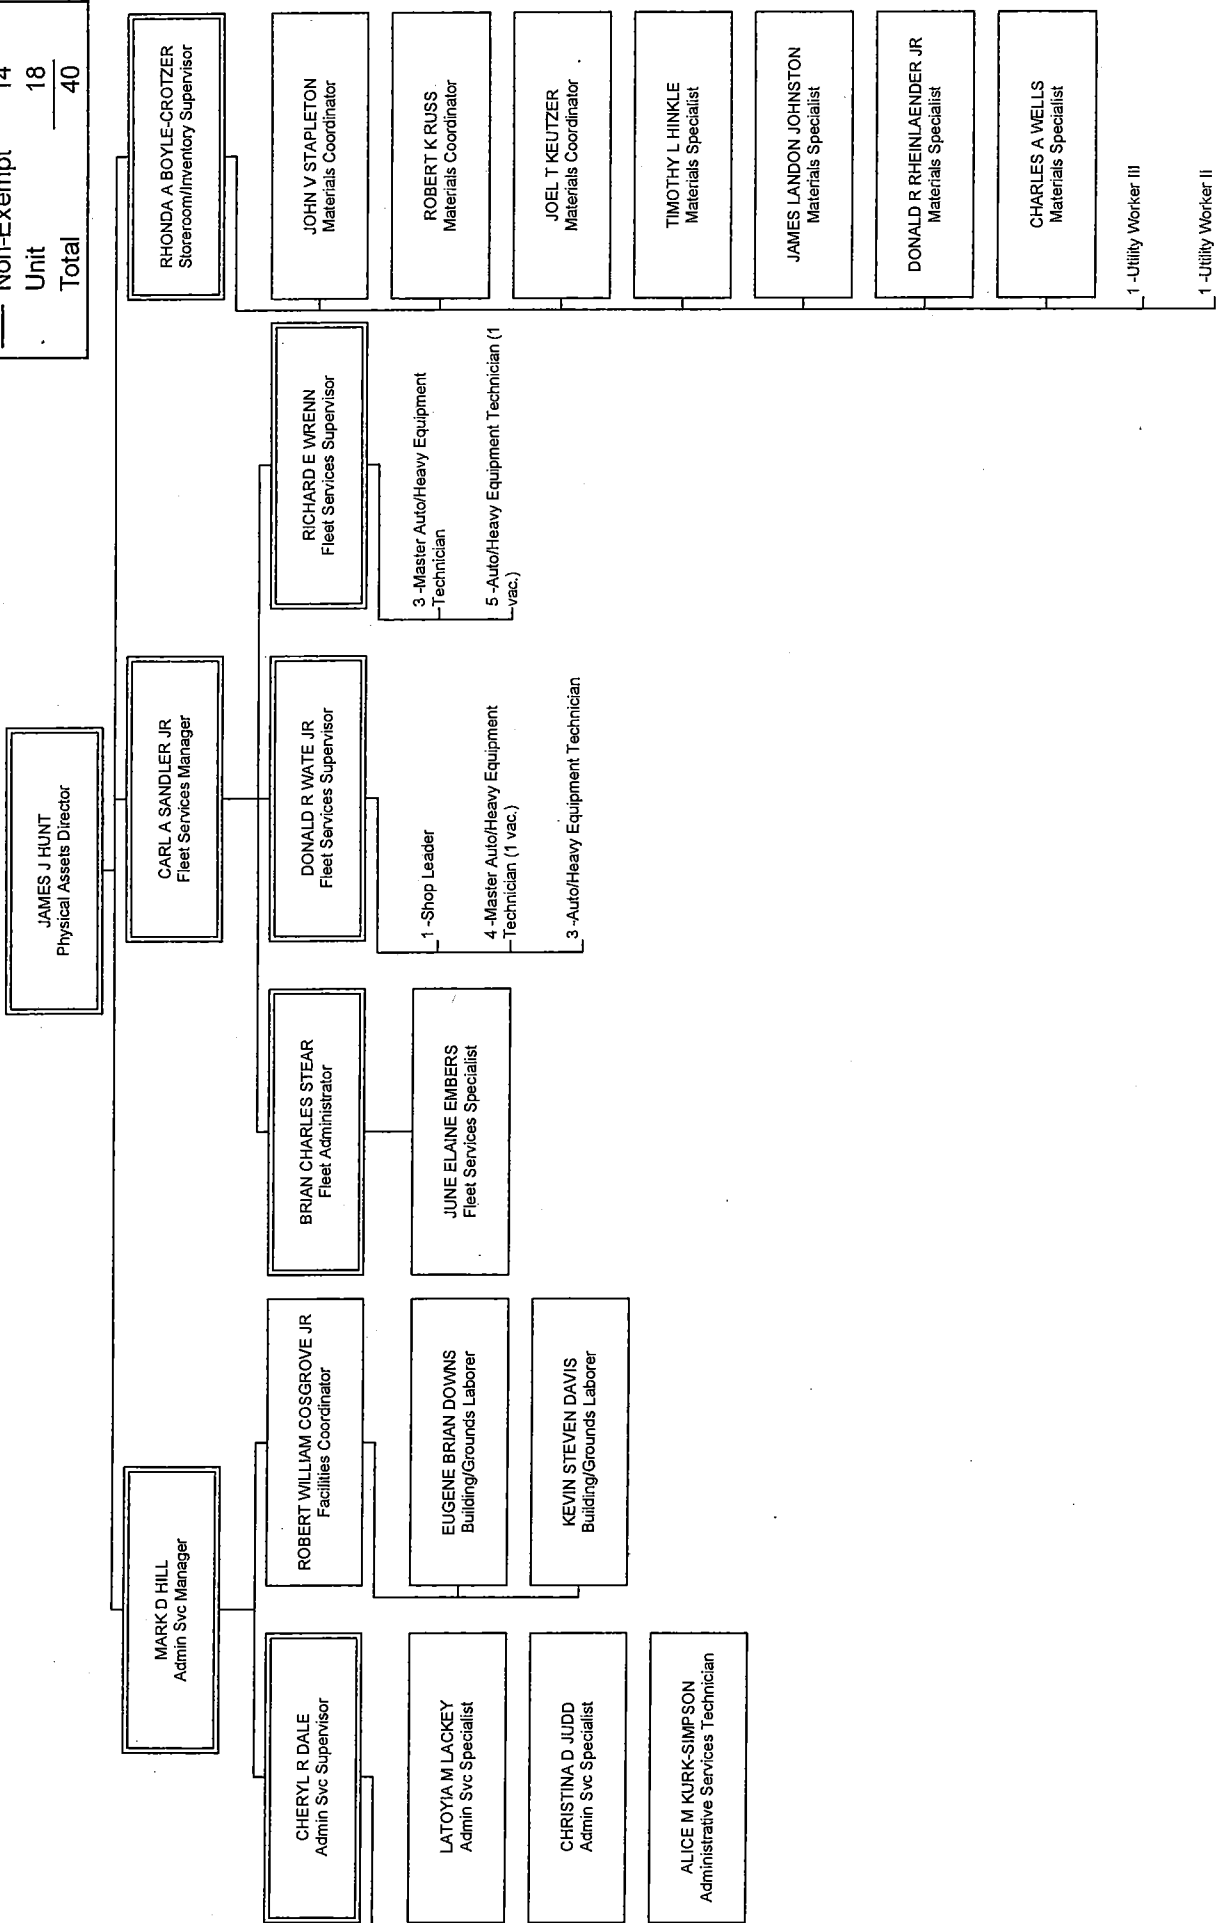 Non-Exempt 14
Unit 18
Total 40
JAMES J HUNT
Physical Assets Director
MARK D HILL
Admin Svc Manager
CARL A SANDLER JR
Fleet Services Manager
RHONDA A BOYLE-CROTZER
Storeroom/Inventory Supervisor
CHERYL R DALE
Admin Svc Supervisor
LATOYIA M LACKEY
Admin Svc Specialist
CHRISTINA D JUDD
Admin Svc Specialist
ALICE M KURK-SIMPSON
Administrative Services Technician
ROBERT WILLIAM COSGROVE JR
Facilities Coordinator
EUGENE BRIAN DOWNS
Building/Grounds Laborer
KEVIN STEVEN DAVIS
Building/Grounds Laborer
BRIAN CHARLES STEAR
Fleet Administrator
JUNE ELAINE EMBERS
Fleet Services Specialist
DONALD R WATE JR
Fleet Services Supervisor
1 -Shop Leader
4 -Master Auto/Heavy Equipment
Technician (1 vac.)
3 -Auto/Heavy Equipment Technician
RICHARD E WRENN
Fleet Services Supervisor
3 -Master Auto/Heavy Equipment
Technician
5 -Auto/Heavy Equipment Technician (1
vac.)
JOHN V STAPLETON
Materials Coordinator
ROBERT K RUSS
Materials Coordinator
JOEL T KEUTZER
Materials Coordinator
TIMOTHY L HINKLE
Materials Specialist
JAMES LANDON JOHNSTON
Materials Specialist
DONALD R RHEINLAENDER JR
Materials Specialist
CHARLES A WELLS
Materials Specialist
1 -Utility Worker III
1 -Utility Worker II